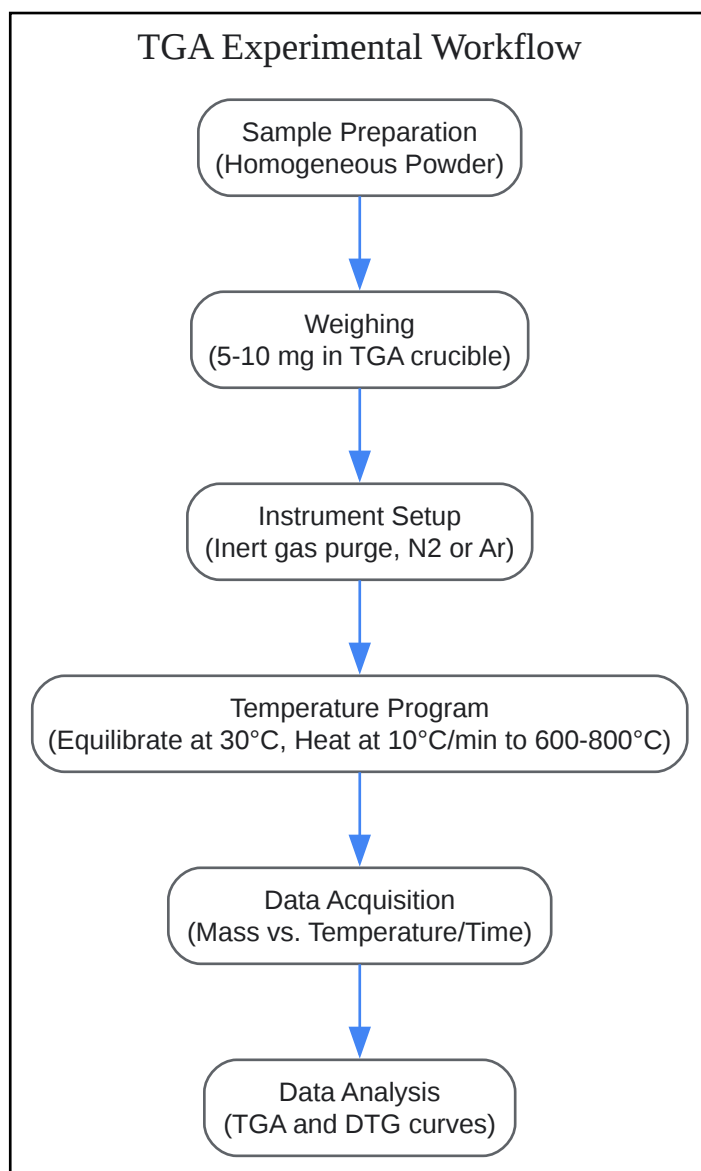 TGA Experimental Workflow
Sample Preparation
(Homogeneous Powder)
Weighing
(5-10 mg in TGA crucible)
Instrument Setup
(Inert gas purge, N2 or Ar)
Temperature Program
(Equilibrate at 30°C, Heat at 10°C/min to 600-800°C)
Data Acquisition
(Mass vs. Temperature/Time)
Data Analysis
(TGA and DTG curves)